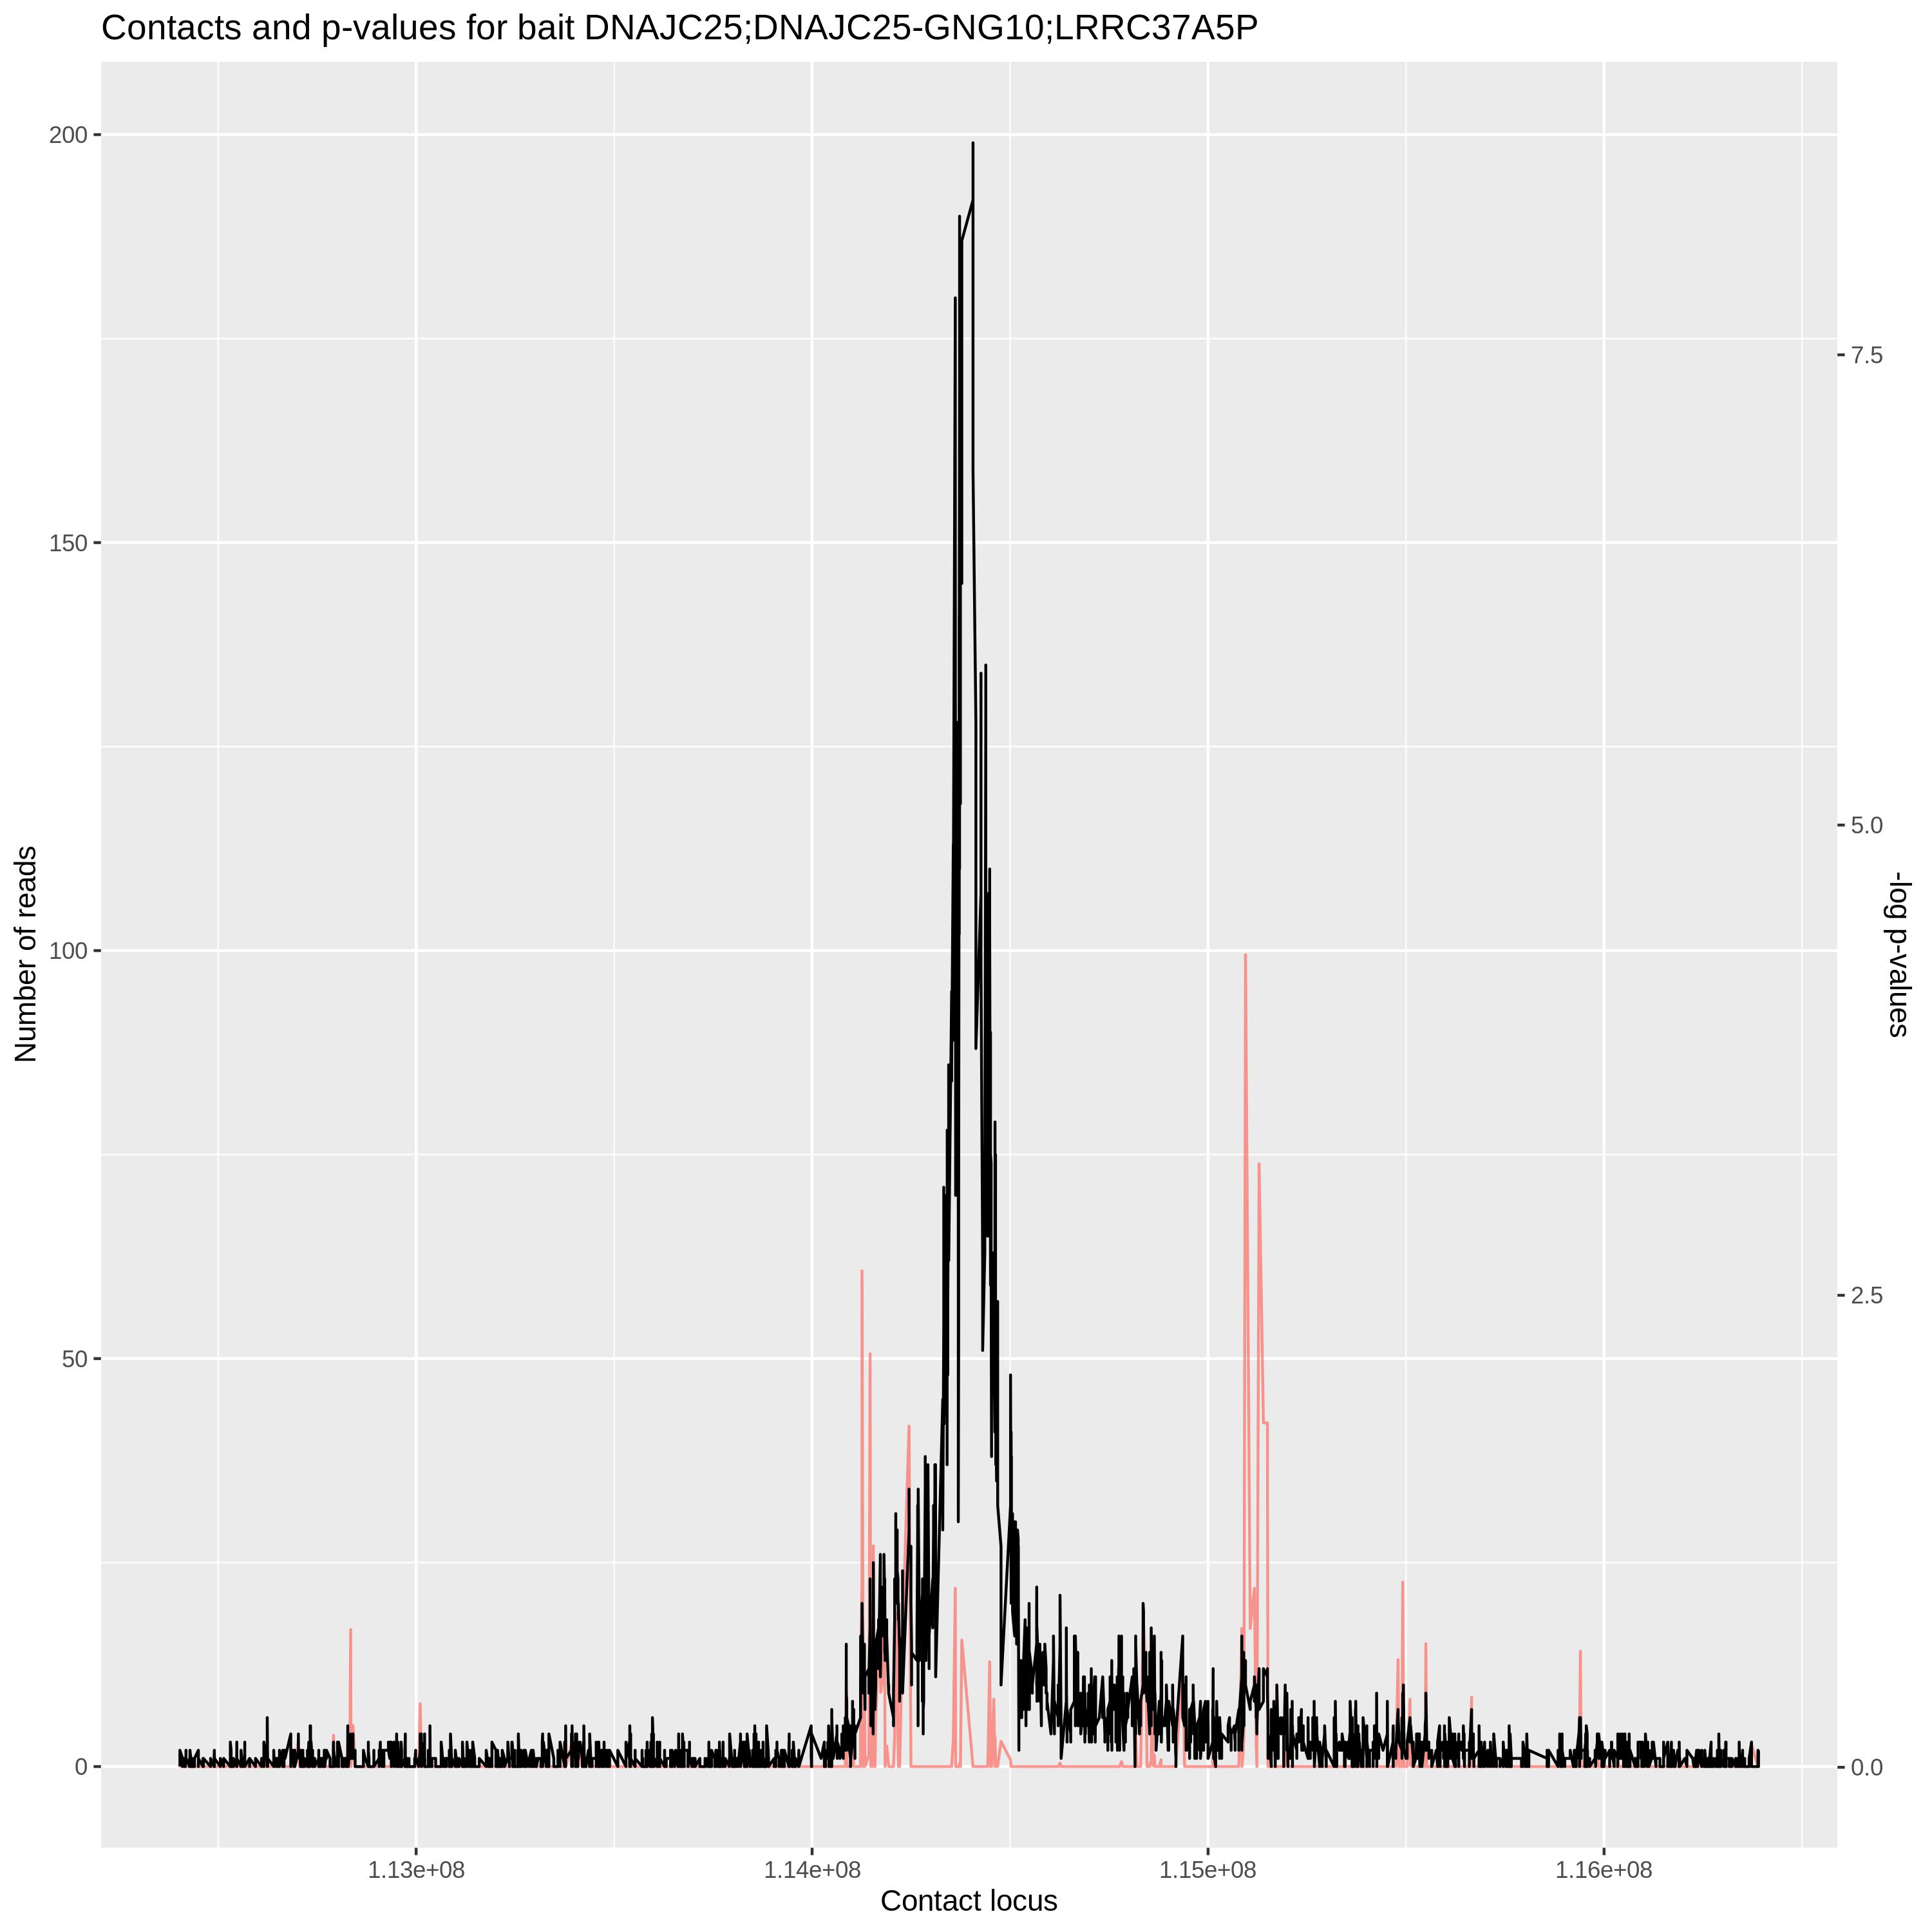 Contacts and p-values for bait DNAJC25;DNAJC25-GNG10;LRRC37A5P
200
150
100
50
0
Number of reads
7.5
5.0
2.5
0.0
-log p-values
1.13e+08
1.14e+08
1.15e+08
1.16e+08
Contact locus